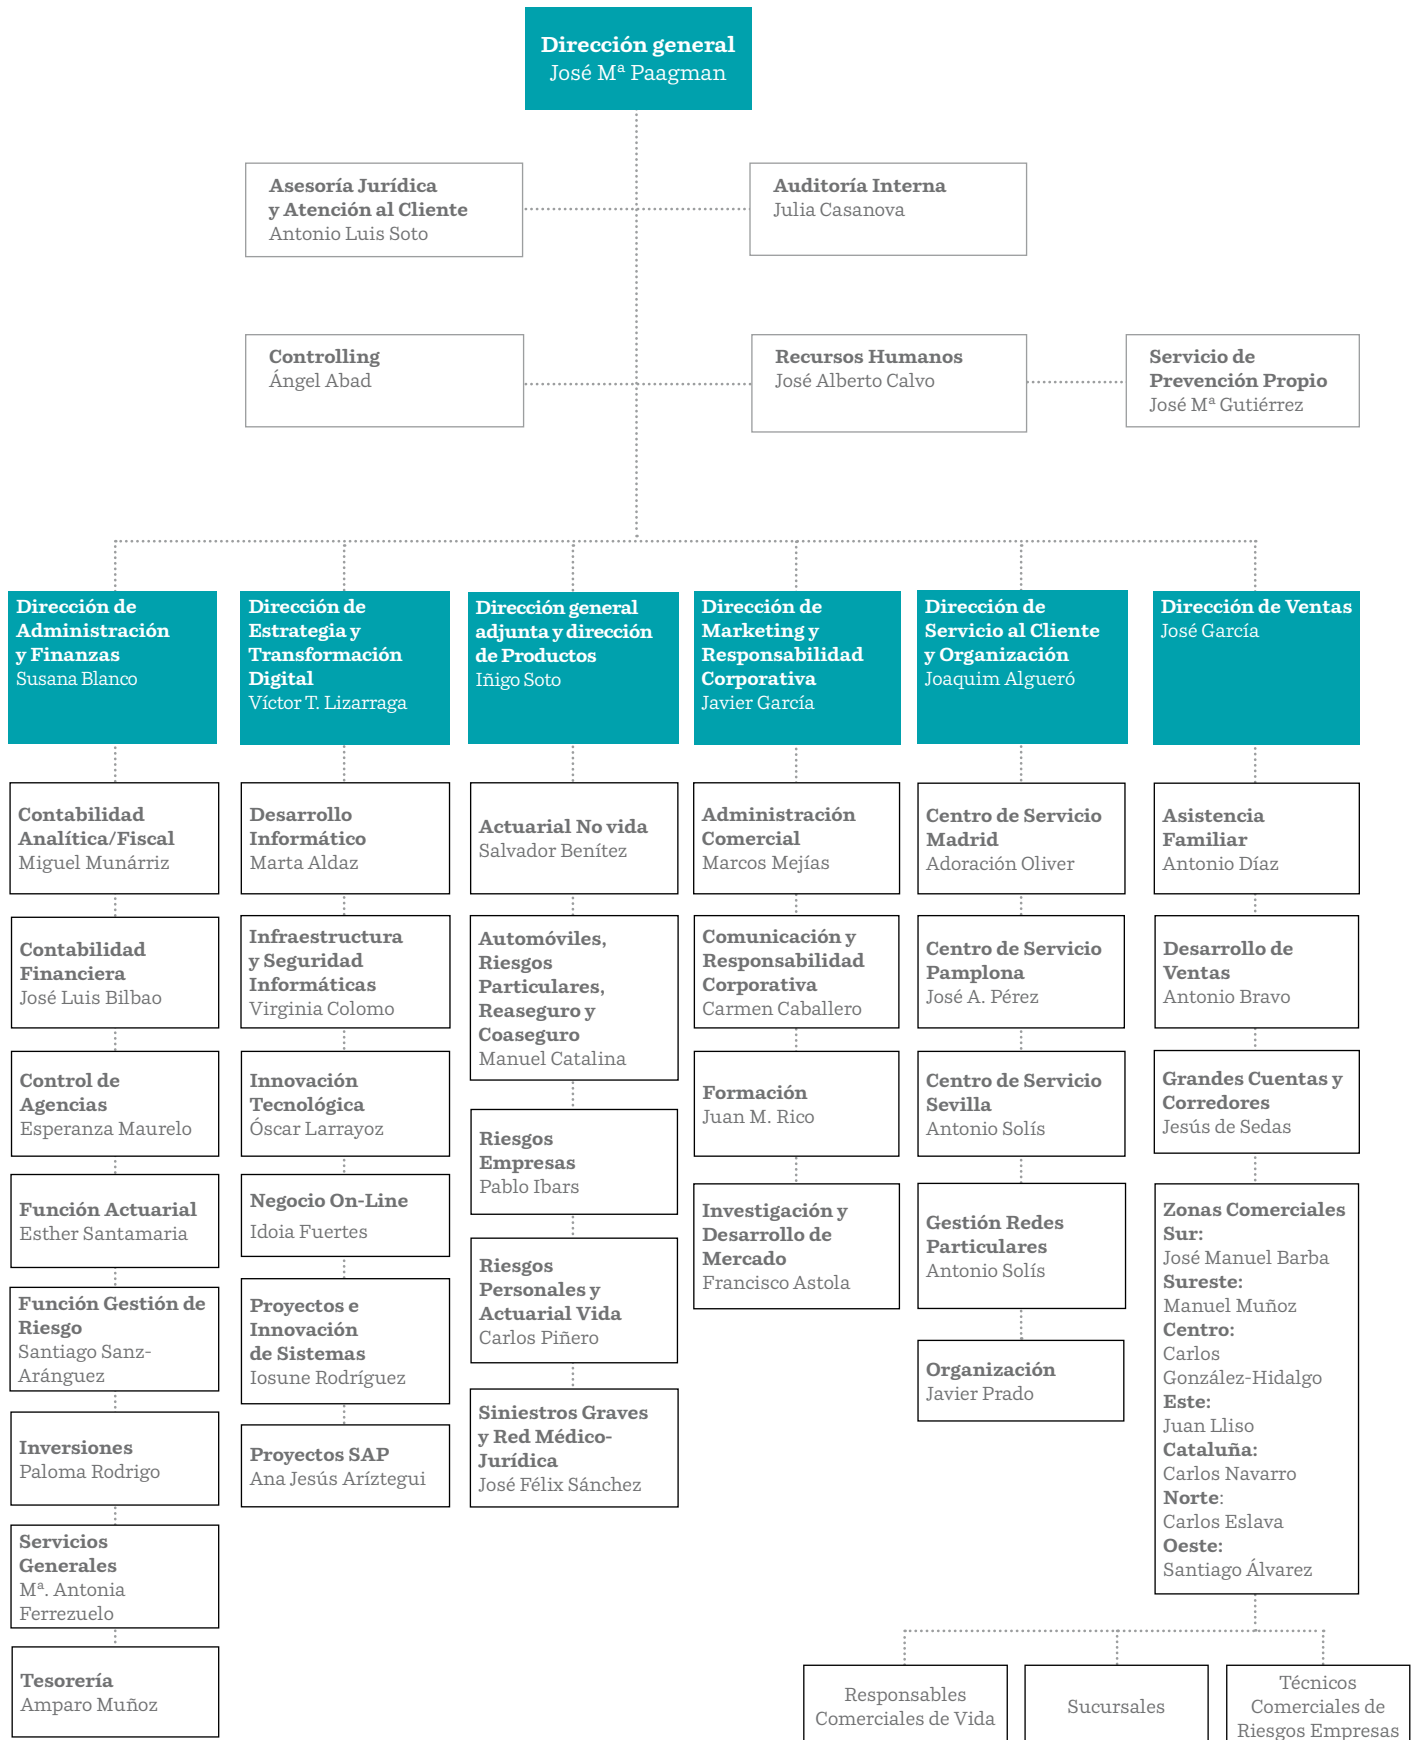 Dirección general
José Mª Paagman
Asesoría Jurídica
y Atención al Cliente
Antonio Luis Soto
Auditoría Interna
Julia Casanova
Controlling
Ángel Abad
Recursos Humanos
José Alberto Calvo
Servicio de
Prevención Propio
José Mª Gutiérrez
Dirección de
Administración
y Finanzas
Susana Blanco
Dirección de
Estrategia y
Transformación
Digital
Víctor T. Lizarraga
Dirección general
adjunta y dirección
de Productos
Iñigo Soto
Dirección de
Marketing y
Responsabilidad
Corporativa
Javier García
Dirección de
Servicio al Cliente
y Organización
Joaquim Algueró
Dirección de Ventas
José García
Contabilidad
Analítica/Fiscal
Miguel Munárriz
Contabilidad
Financiera
José Luis Bilbao
Control de
Agencias
Esperanza Maurelo
Función Actuarial
Esther Santamaria
Función Gestión de
Riesgo
Santiago Sanz-
Aránguez
Inversiones
Paloma Rodrigo
Servicios
Generales
Mª. Antonia
Ferrezuelo
Tesorería
Amparo Muñoz
Desarrollo
Informático
Marta Aldaz
Infraestructura
y Seguridad
Informáticas
Virginia Colomo
Innovación
Tecnológica
Óscar Larrayoz
Negocio On-Line
Idoia Fuertes
Proyectos e
Innovación
de Sistemas
Iosune Rodríguez
Proyectos SAP
Ana Jesús Aríztegui
Actuarial No vida
Salvador Benítez
Automóviles,
Riesgos
Particulares,
Reaseguro y
Coaseguro
Manuel Catalina
Riesgos
Empresas
Pablo Ibars
Riesgos
Personales y
Actuarial Vida
Carlos Piñero
Siniestros Graves
y Red Médico-
Jurídica
José Félix Sánchez
Administración
Comercial
Marcos Mejías
Comunicación y
Responsabilidad
Corporativa
Carmen Caballero
Formación
Juan M. Rico
Investigación y
Desarrollo de
Mercado
Francisco Astola
Centro de Servicio
Madrid
Adoración Oliver
Centro de Servicio
Pamplona
José A. Pérez
Centro de Servicio
Sevilla
Antonio Solís
Gestión Redes
Particulares
Antonio Solís
Organización
Javier Prado
Asistencia
Familiar
Antonio Díaz
Desarrollo de
Ventas
Antonio Bravo
Grandes Cuentas y
Corredores
Jesús de Sedas
Zonas Comerciales
Sur:
José Manuel Barba
Sureste:
Manuel Muñoz
Centro:
Carlos
González-Hidalgo
Este:
Juan Lliso
Cataluña:
Carlos Navarro
Norte:
Carlos Eslava
Oeste:
Santiago Álvarez
Responsables
Comerciales de Vida
Sucursales
Técnicos
Comerciales de
Riesgos Empresas